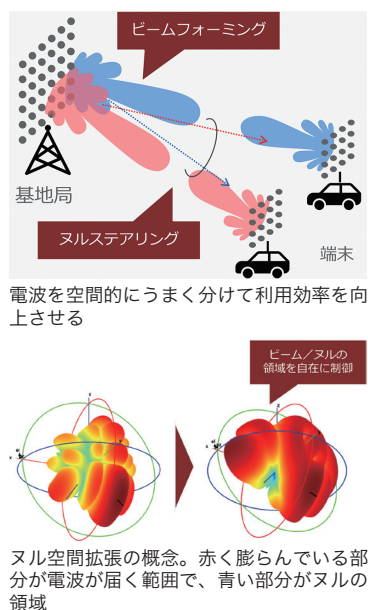 ビームフォーミング
基地局
ヌルステアリング
端末
電波を空間的にうまく分けて利用効率を向
上させる
ビーム／ヌルの
領域を自在に制御
z
x
z
x
ヌル空間拡張の概念。赤く膨らんでいる部
分が電波が届く範囲で、青い部分がヌルの
領域